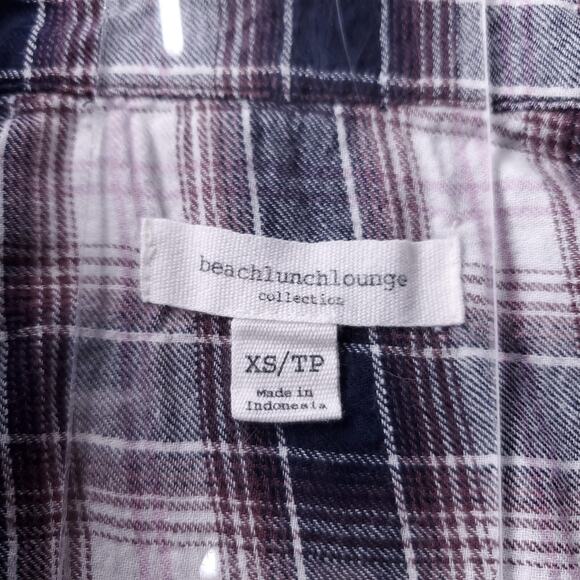 beachlunchlounge
collection
XS/TP
Made in
Indonesia